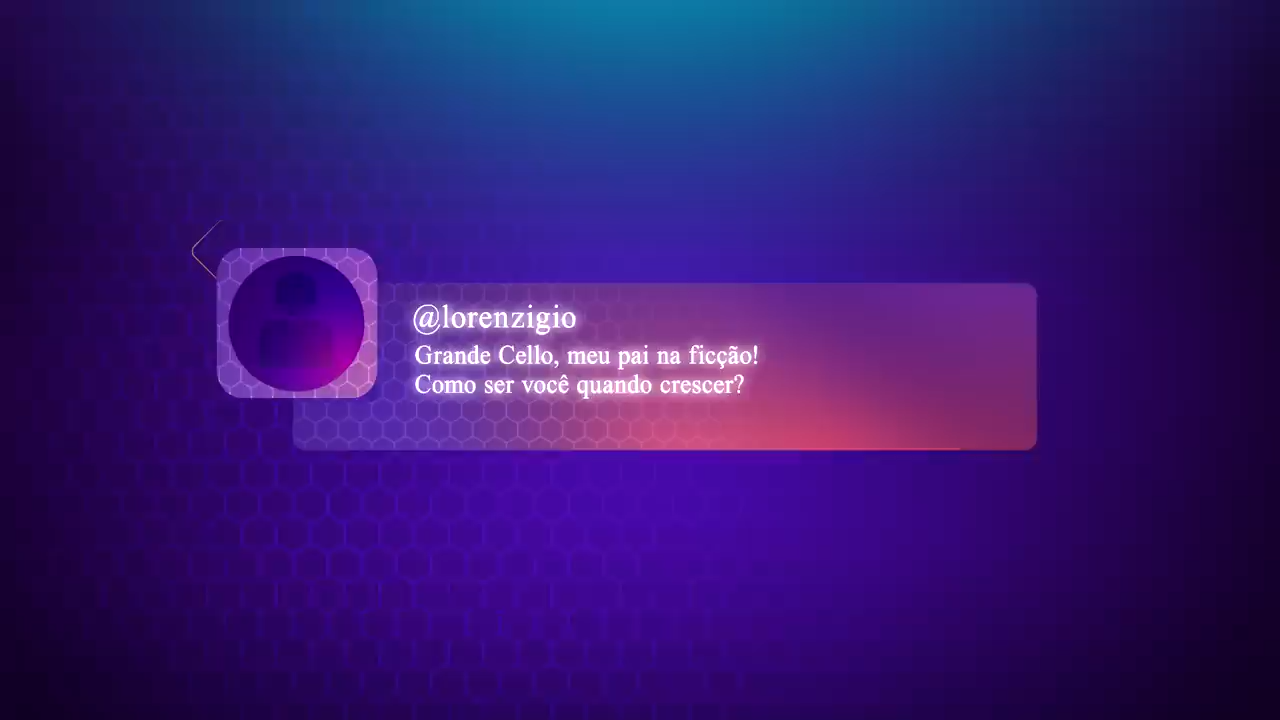 @lorenzigio
Grande Cello, meu pai na ficção!
Como ser você quando crescer?